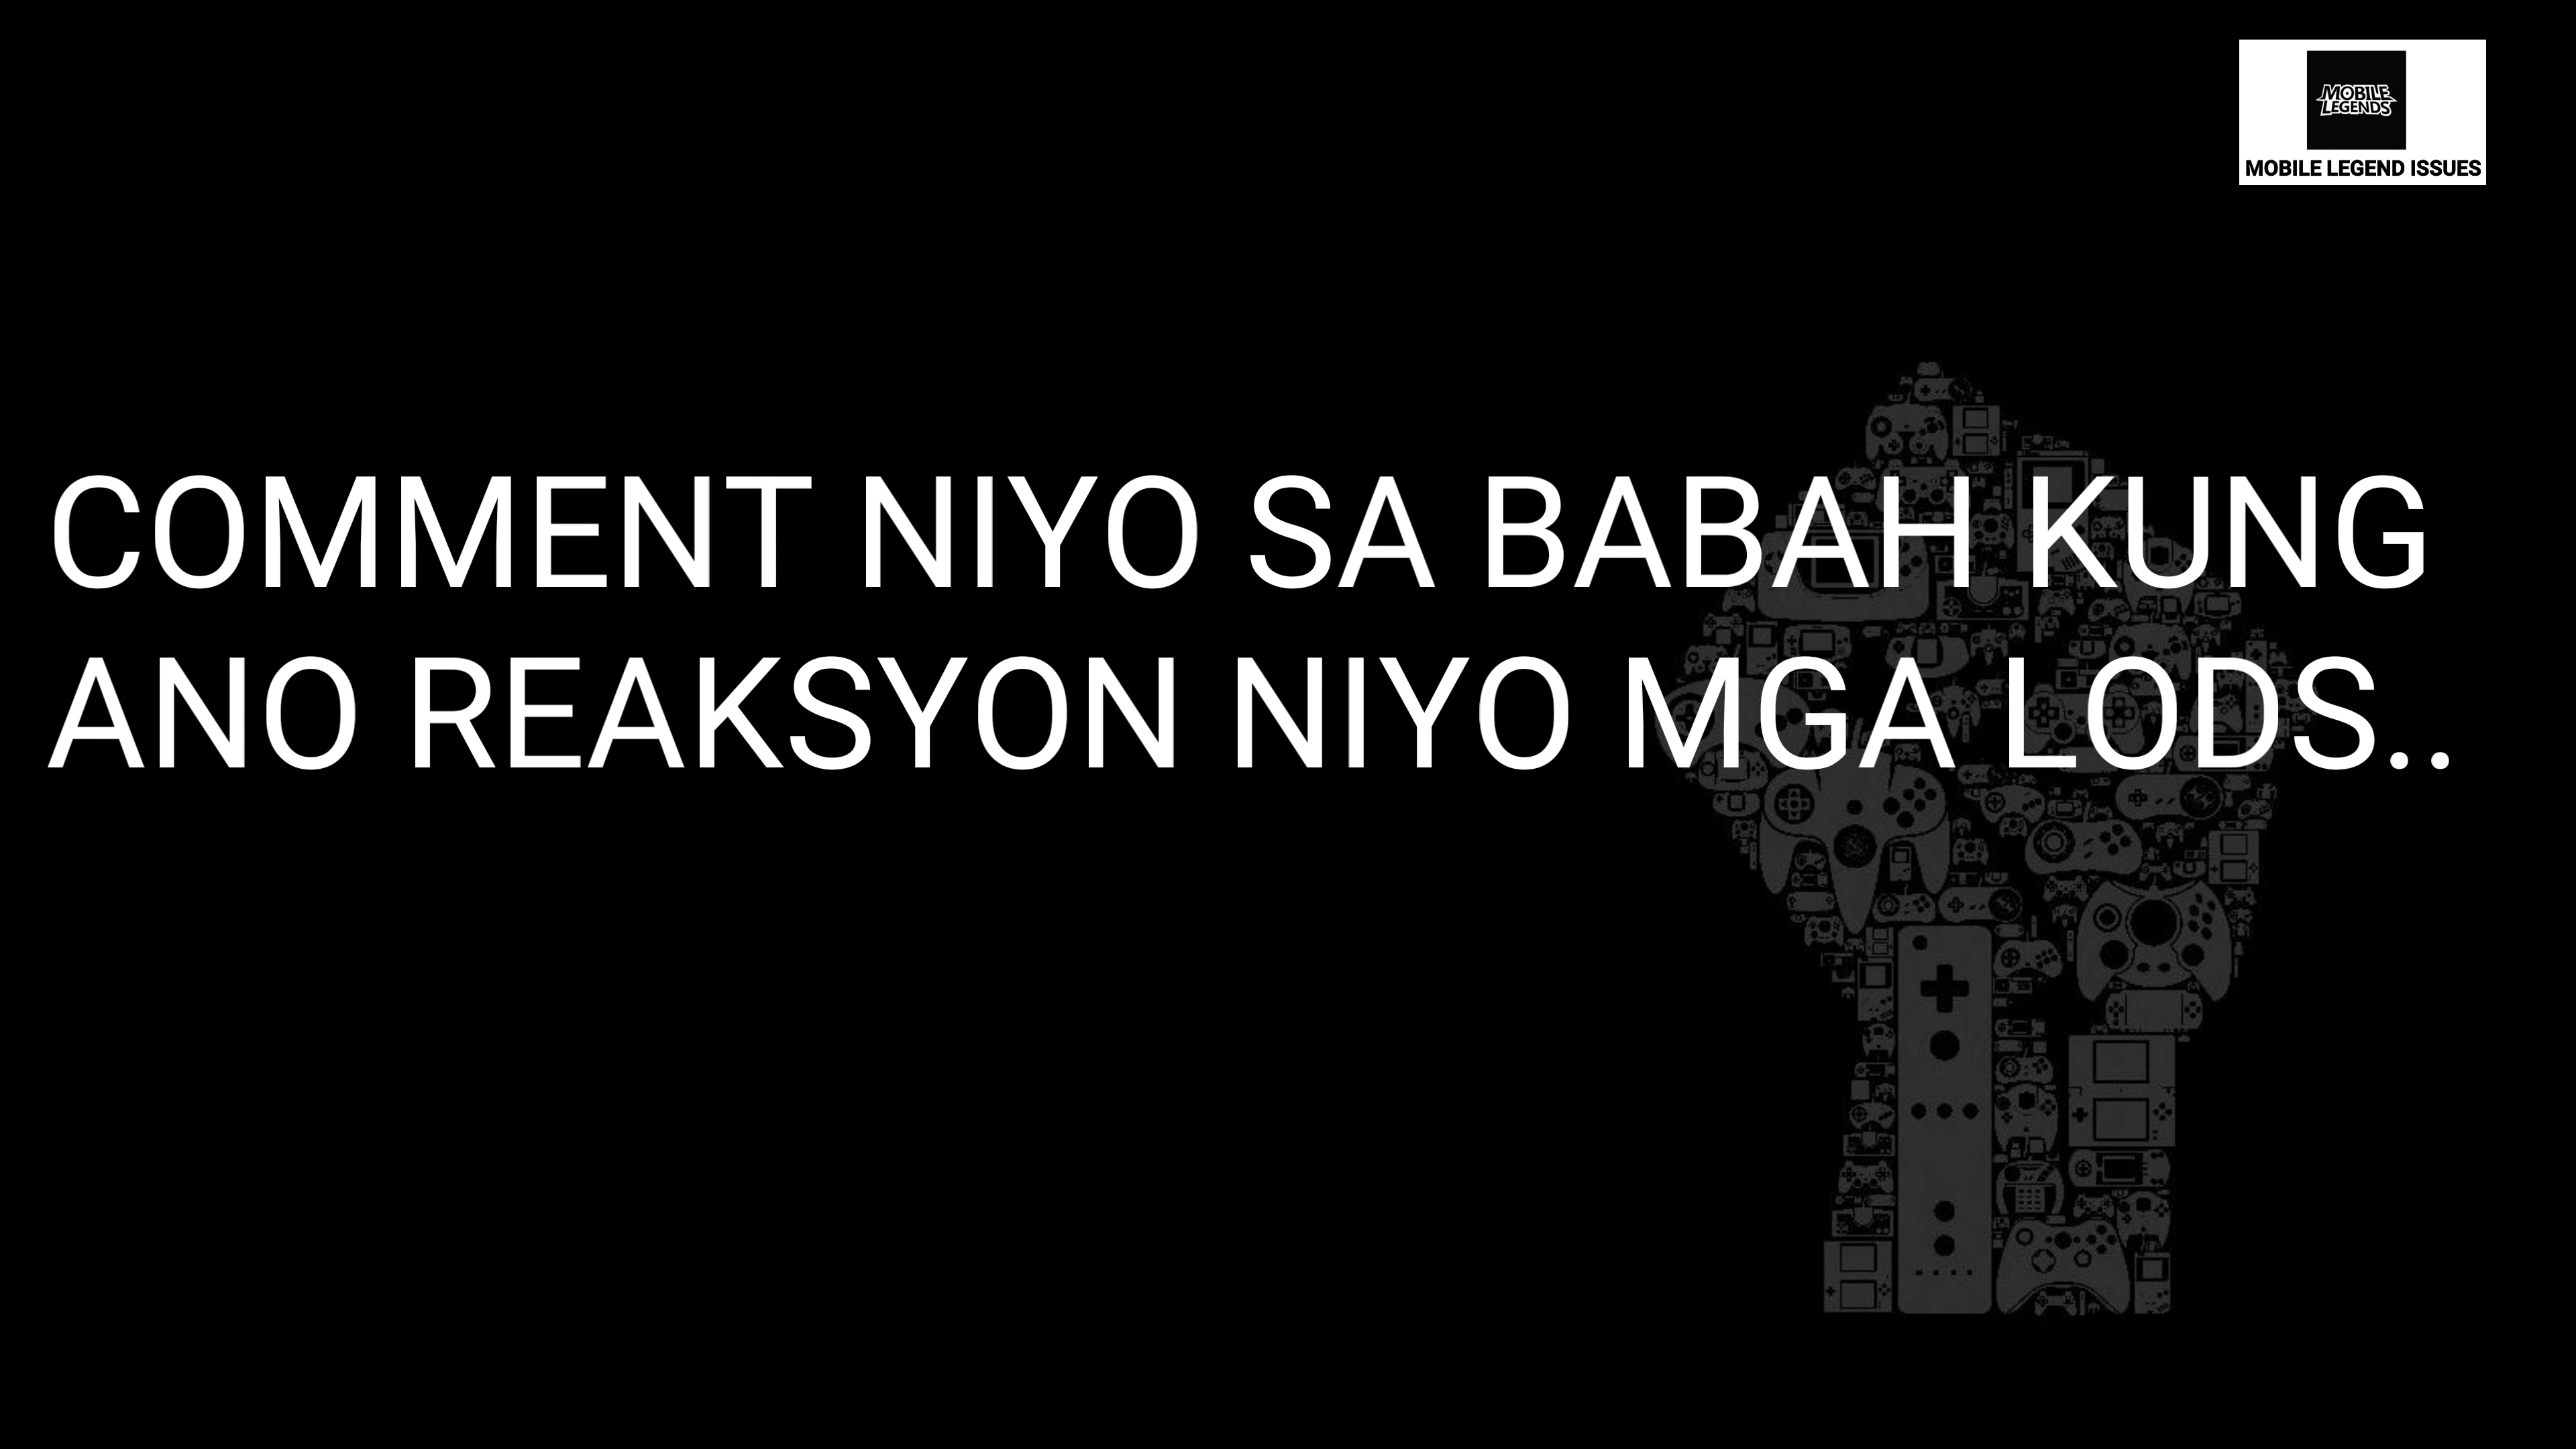 MOBILE
LEGENDS
MOBILE LEGEND ISSUES
COMMENT NIYO SA BABAH KUNG
ANO REAKSYON NIYO MGA LODS..